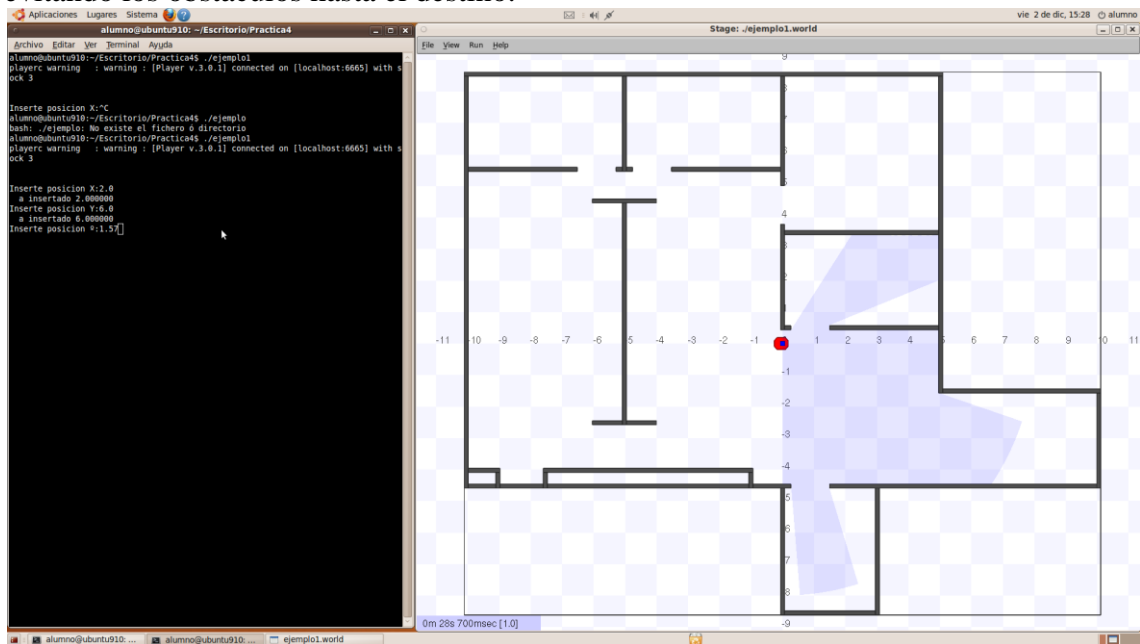 evitando los obstáculos hasta el destino.
Aplicaciones Lugares Sistema
vie 2 de dic, 15:28 alumno
alumno@ubuntu910: ~/Escritorio/Practica4
Archivo Editar Ver Terminal Ayuda
alumno@ubuntu910:~/Escritorio/Practica4$ ./ejemplo1
playerc warning   : warning : [Player v.3.0.1] connected on [localhost:6665] with s
ock 3
Inserte posicion X:^C
alumno@ubuntu910:~/Escritorio/Practica4$ ./ejemplo
bash: ./ejemplo: No existe el fichero ó directorio
alumno@ubuntu910:~/Escritorio/Practica4$ ./ejemplo1
playerc warning   : warning : [Player v.3.0.1] connected on [localhost:6665] with s
ock 3
Inserte posicion X:2.0
a insertado 2.000000
Inserte posicion Y:6.0
a insertado 6.000000
Inserte posicion º:1.57
Stage: ./ejemplo1.world
File View Run Help
9
8
7
6
5
4
3
2
1
-11 -10 -9 -8 -7 -6 -5 -4 -3 -2 -1 0 1 2 3 4 5 6 7 8 9 10 11
-1
-2
-3
-4
-5
-6
-7
-8
-9
0m 28s 700msec [1.0]
alumno@ubuntu910: ...
alumno@ubuntu910: ...
ejemplo1.world